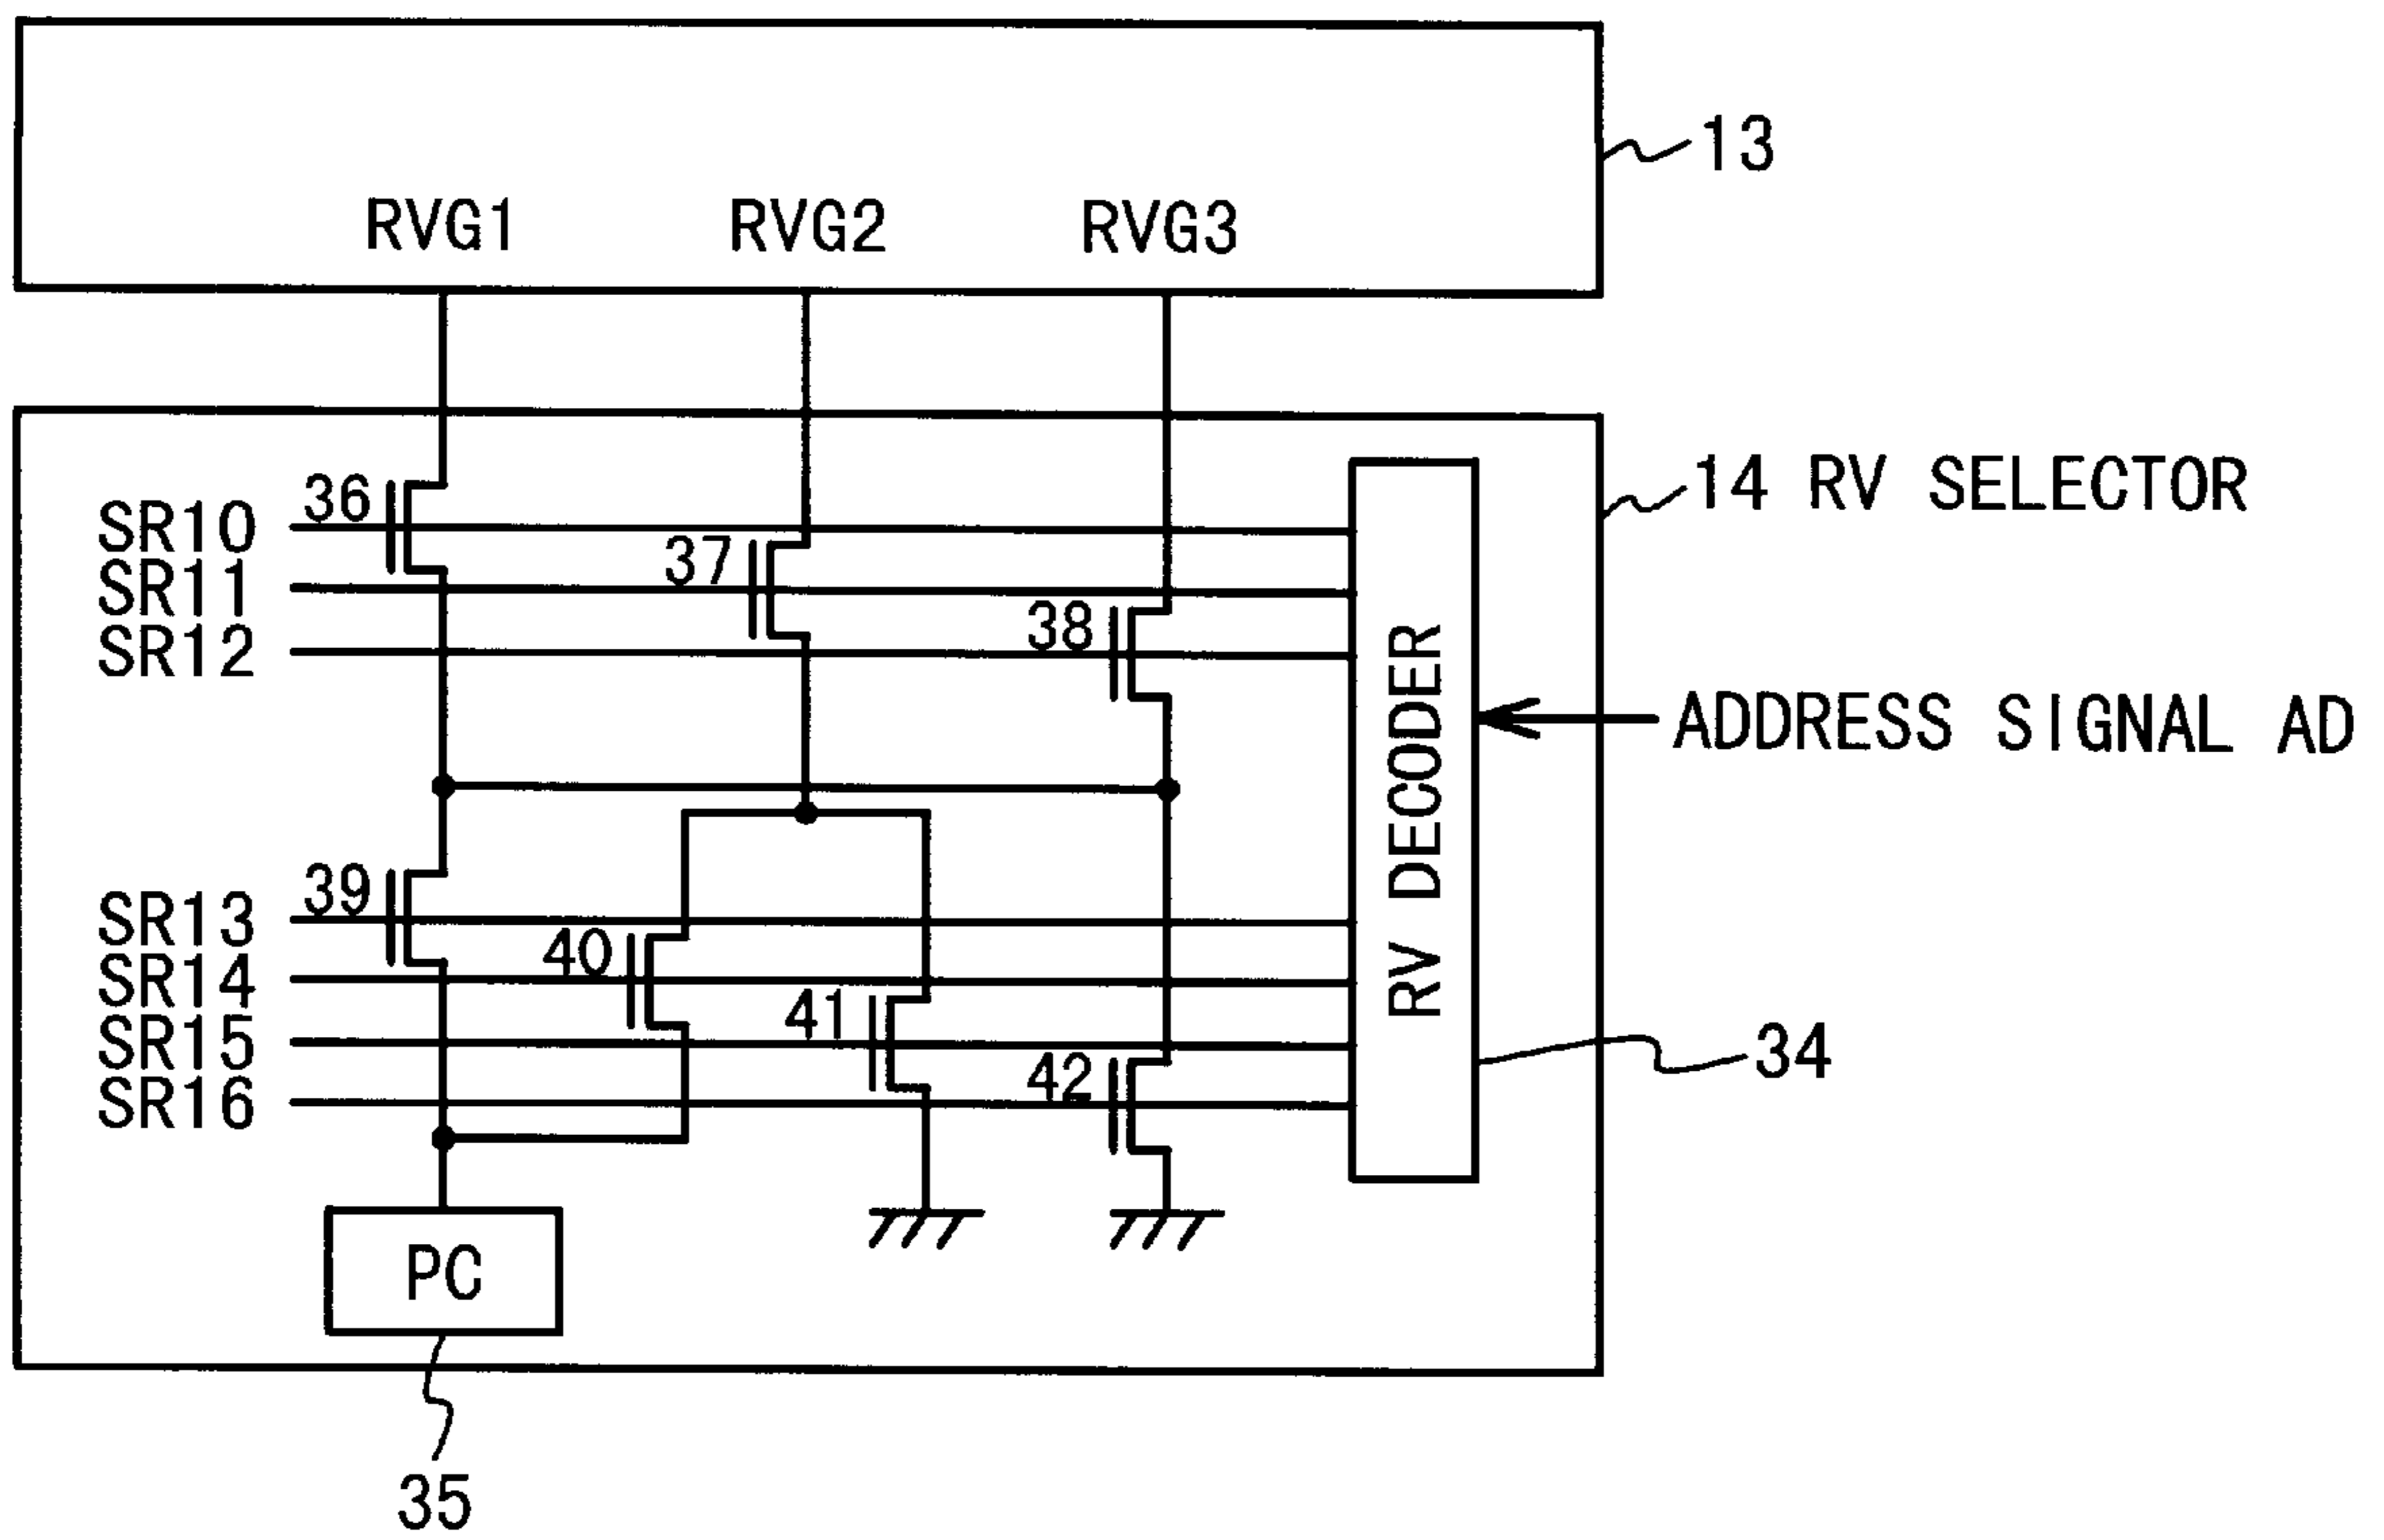 13
RVG1 RVG2 RVG3
14 RV SELECTOR
36
SR10
37
SR11
38
SR12
RV DECODER
ADDRESS SIGNAL AD
39
SR13
40
SR14
41
SR15
42
SR16
34
PC
35